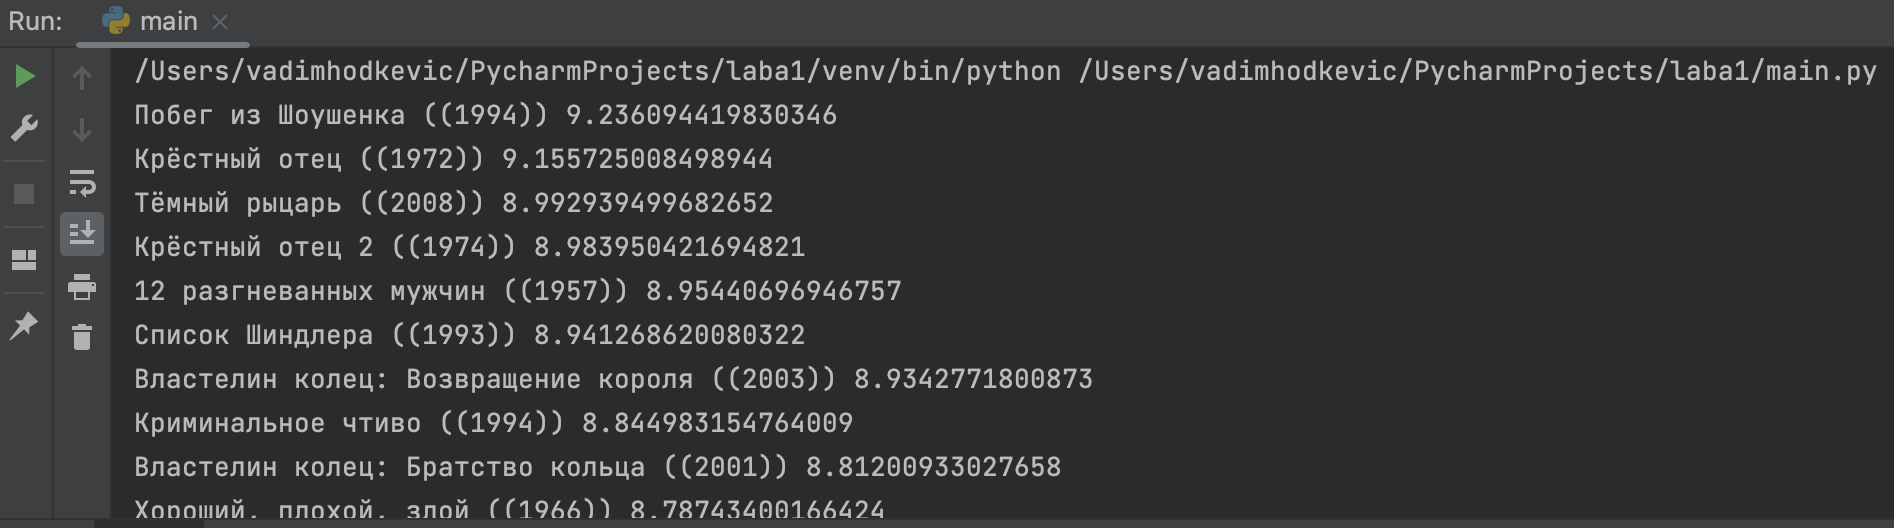 Run: main
/Users/vadimhodkevic/PycharmProjects/laba1/venv/bin/python /Users/vadimhodkevic/PycharmProjects/laba1/main.py
Побег из Шоушенка ((1994)) 9.236094419830346
Крёстный отец ((1972)) 9.155725008498944
Тёмный рыцарь ((2008)) 8.992939499682652
Крёстный отец 2 ((1974)) 8.983950421694821
12 разгневанных мужчин ((1957)) 8.95440696946757
Список Шиндлера ((1993)) 8.941268620080322
Властелин колец: Возвращение короля ((2003)) 8.9342771800873
Криминальное чтиво ((1994)) 8.844983154764009
Властелин колец: Братство кольца ((2001)) 8.81200933027658
Хороший, плохой, злой ((1966)) 8.78743400166424